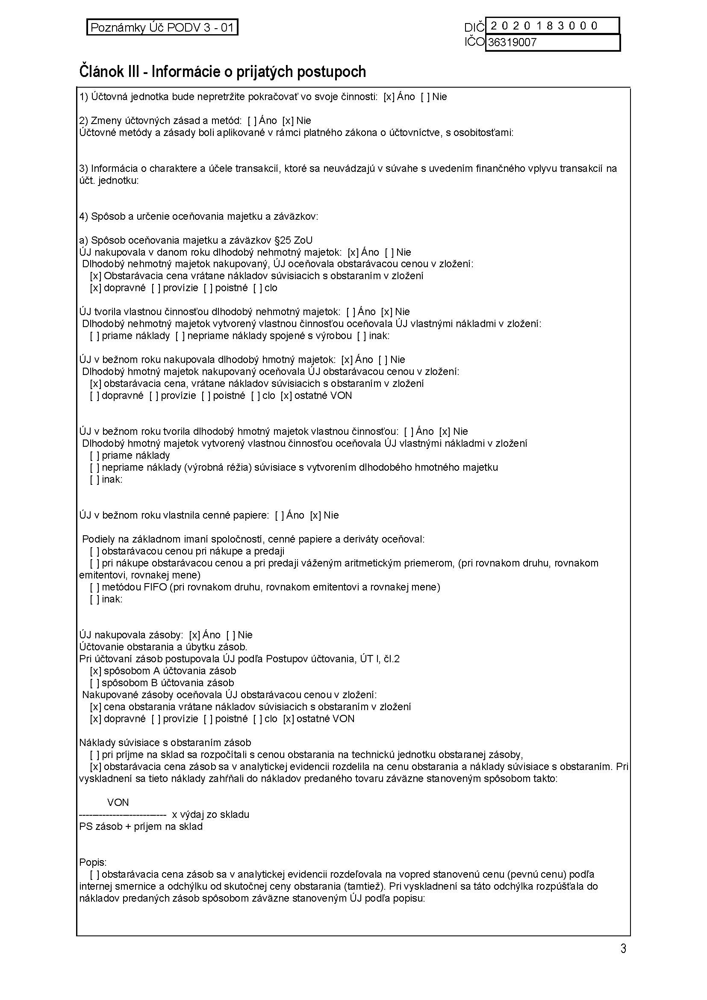 Poznámky Úč PODV 3 - 01
DIČ 2 0 2 0 1 8 3 0 0 0
IČO 36319007
Článok III - Informácie o prijatých postupoch
1) Účtovná jednotka bude nepretržite pokračovať vo svoje činnosti: [x] Áno [ ] Nie
2) Zmeny účtovných zásad a metód: [ ] Áno [x] Nie
Účtovné metódy a zásady boli aplikované v rámci platného zákona o účtovníctve, s osobitosťami:
3) Informácia o charaktere a účele transakcií, ktoré sa neuvádzajú v súvahe s uvedením finančného vplyvu transakcií na
účt. jednotku:
4) Spôsob a určenie oceňovania majetku a záväzkov:
a) Spôsob oceňovania majetku a záväzkov §25 ZoU
ÚJ nakupovala v danom roku dlhodobý nehmotný majetok: [x] Áno [ ] Nie
Dlhodobý nehmotný majetok nakupovaný, ÚJ oceňovala obstarávacou cenou v zložení:
[x] Obstarávacia cena vrátane nákladov súvisiacich s obstaraním v zložení
[x] dopravné [ ] provízie [ ] poistné [ ] clo
ÚJ tvorila vlastnou činnosťou dlhodobý nehmotný majetok: [ ] Áno [x] Nie
Dlhodobý nehmotný majetok vytvorený vlastnou činnosťou oceňovala ÚJ vlastnými nákladmi v zložení:
[ ] priame náklady [ ] nepriame náklady spojené s výrobou [ ] inak:
ÚJ v bežnom roku nakupovala dlhodobý hmotný majetok: [x] Áno [ ] Nie
Dlhodobý hmotný majetok nakupovaný oceňovala ÚJ obstarávacou cenou v zložení:
[x] obstarávacia cena, vrátane nákladov súvisiacich s obstaraním v zložení
[ ] dopravné [ ] provízie [ ] poistné [ ] clo [x] ostatné VON
ÚJ v bežnom roku tvorila dlhodobý hmotný majetok vlastnou činnosťou: [ ] Áno [x] Nie
Dlhodobý hmotný majetok vytvorený vlastnou činnosťou oceňovala ÚJ vlastnými nákladmi v zložení
[ ] priame náklady
[ ] nepriame náklady (výrobná réžia) súvisiace s vytvorením dlhodobého hmotného majetku
[ ] inak:
ÚJ v bežnom roku vlastnila cenné papiere: [ ] Áno [x] Nie
Podiely na základnom imaní spoločností, cenné papiere a deriváty oceňoval:
[ ] obstarávacou cenou pri nákupe a predaji
[ ] pri nákupe obstarávacou cenou a pri predaji váženým aritmetickým priemerom, (pri rovnakom druhu, rovnakom
emitentovi, rovnakej mene)
[ ] metódou FIFO (pri rovnakom druhu, rovnakom emitentovi a rovnakej mene)
[ ] inak:
ÚJ nakupovala zásoby: [x] Áno [ ] Nie
Účtovanie obstarania a úbytku zásob.
Pri účtovaní zásob postupovala ÚJ podľa Postupov účtovania, ÚT I, čl.2
[x] spôsobom A účtovania zásob
[ ] spôsobom B účtovania zásob
Nakupované zásoby oceňovala ÚJ obstarávacou cenou v zložení:
[x] cena obstarania vrátane nákladov súvisiacich s obstaraním v zložení
[x] dopravné [ ] provízie [ ] poistné [ ] clo [x] ostatné VON
Náklady súvisiace s obstaraním zásob
[ ] pri príjme na sklad sa rozpočítali s cenou obstarania na technickú jednotku obstaranej zásoby,
[x] obstarávacia cena zásob sa v analytickej evidencii rozdelila na cenu obstarania a náklady súvisiace s obstaraním. Pri
vyskladnení sa tieto náklady zahŕňali do nákladov predaného tovaru záväzne stanoveným spôsobom takto:
VON
--------------------------- x výdaj zo skladu
PS zásob + príjem na sklad
Popis:
[ ] obstarávacia cena zásob sa v analytickej evidencii rozdeľovala na vopred stanovenú cenu (pevnú cenu) podľa
internej smernice a odchýlku od skutočnej ceny obstarania (tamtiež). Pri vyskladnení sa táto odchýlka rozpúšťala do
nákladov predaných zásob spôsobom záväzne stanoveným ÚJ podľa popisu:
3